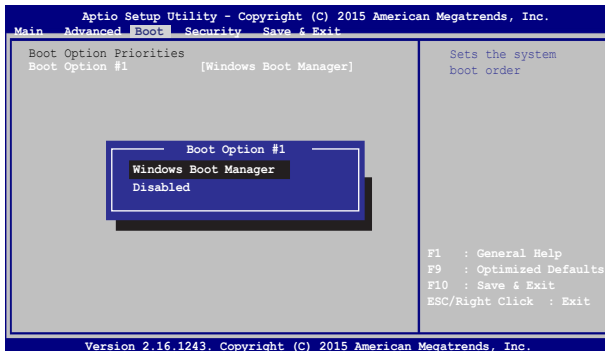 Aptio Setup Utility - Copyright (C) 2015 American Megatrends, Inc.
Main Advanced Boot Security Save & Exit
Boot Option Priorities
Boot Option #1 [Windows Boot Manager]
Sets the system
boot order
Boot Option #1
Windows Boot Manager
Disabled
F1 : General Help
F9 : Optimized Defaults
F10 : Save & Exit
ESC/Right Click : Exit
Version 2.16.1243. Copyright (C) 2015 American Megatrends, Inc.